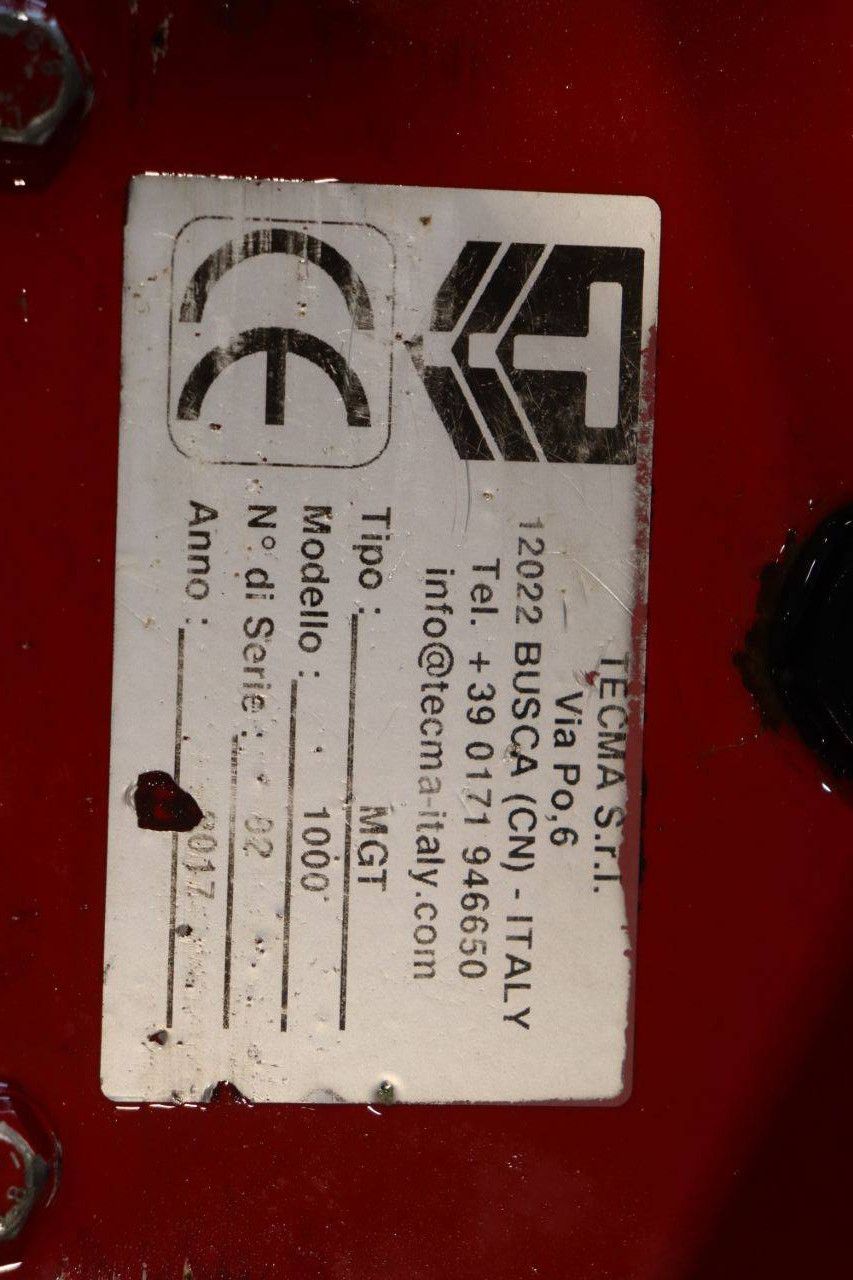 TECMA S.r.l.
Via Po,6
12022 BUSCA (CN) - ITALY
Tel. +39 0171 946650
info@tecma-italy.com
T
CE
Tipo : MGT
Modello : 1000
N° di Serie : 02
Anno : 2017